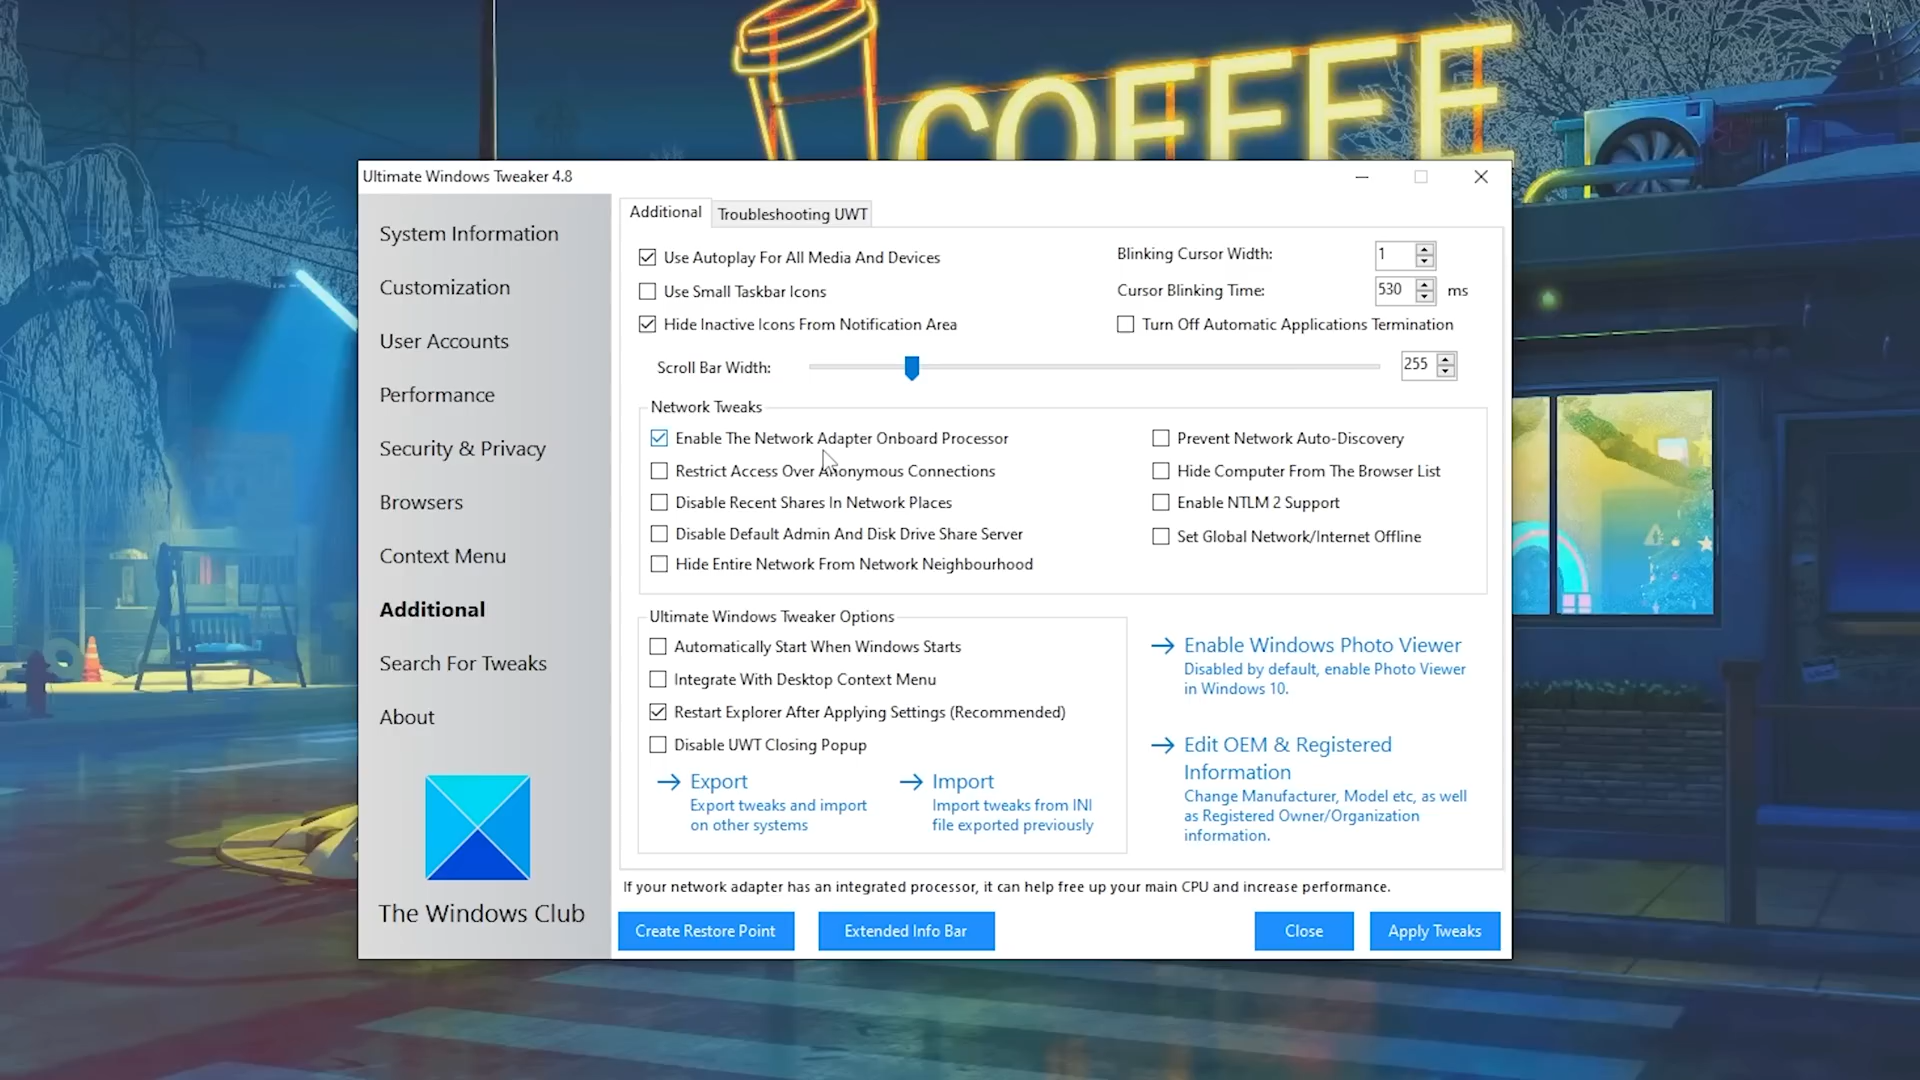 COFFEE
Ultimate Windows Tweaker 4.8
System Information
Customization
User Accounts
Performance
Security & Privacy
Browsers
Context Menu
Additional
Search For Tweaks
About
The Windows Club
Additional
Troubleshooting UWT
Use Autoplay For All Media And Devices
Use Small Taskbar Icons
Hide Inactive Icons From Notification Area
Blinking Cursor Width: 1
Cursor Blinking Time: 530 ms
Turn Off Automatic Applications Termination
Scroll Bar Width: 255
Network Tweaks
Enable The Network Adapter Onboard Processor
Restrict Access Over Anonymous Connections
Disable Recent Shares In Network Places
Disable Default Admin And Disk Drive Share Server
Hide Entire Network From Network Neighbourhood
Prevent Network Auto-Discovery
Hide Computer From The Browser List
Enable NTLM 2 Support
Set Global Network/Internet Offline
Ultimate Windows Tweaker Options
Automatically Start When Windows Starts
Integrate With Desktop Context Menu
Restart Explorer After Applying Settings (Recommended)
Disable UWT Closing Popup
Export
Export tweaks and import
on other systems
Import
Import tweaks from INI
file exported previously
Enable Windows Photo Viewer
Disabled by default, enable Photo Viewer
in Windows 10.
Edit OEM & Registered
Information
Change Manufacturer, Model etc, as well
as Registered Owner/Organization
information.
If your network adapter has an integrated processor, it can help free up your main CPU and increase performance.
Create Restore Point
Extended Info Bar
Close
Apply Tweaks